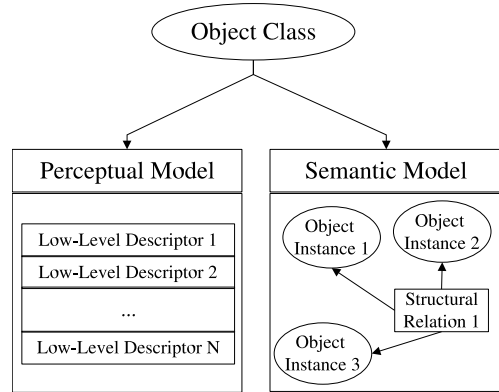 Object Class
Perceptual Model
Low-Level Descriptor 1
Low-Level Descriptor 2
...
Low-Level Descriptor N
Semantic Model
Object
Instance 1
Object
Instance 2
Structural
Relation 1
Object
Instance 3